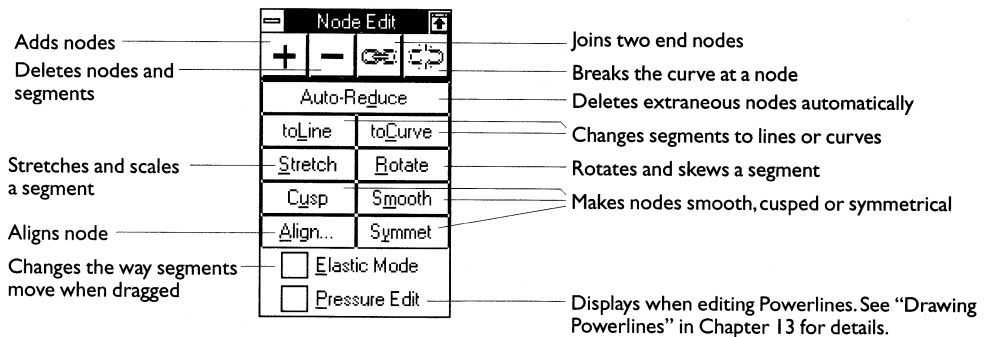 Node Edit
Adds nodes
Joins two end nodes
+ −
Deletes nodes and
segments
Breaks the curve at a node
Auto-Reduce
Deletes extraneous nodes automatically
toLine toCurve
Changes segments to lines or curves
Stretches and scales
a segment
Stretch Rotate
Rotates and skews a segment
Cusp Smooth
Makes nodes smooth, cusped or symmetrical
Aligns node
Align... Symmet
Changes the way segments
move when dragged
Elastic Mode
Pressure Edit
Displays when editing Powerlines. See “Drawing
Powerlines” in Chapter 13 for details.